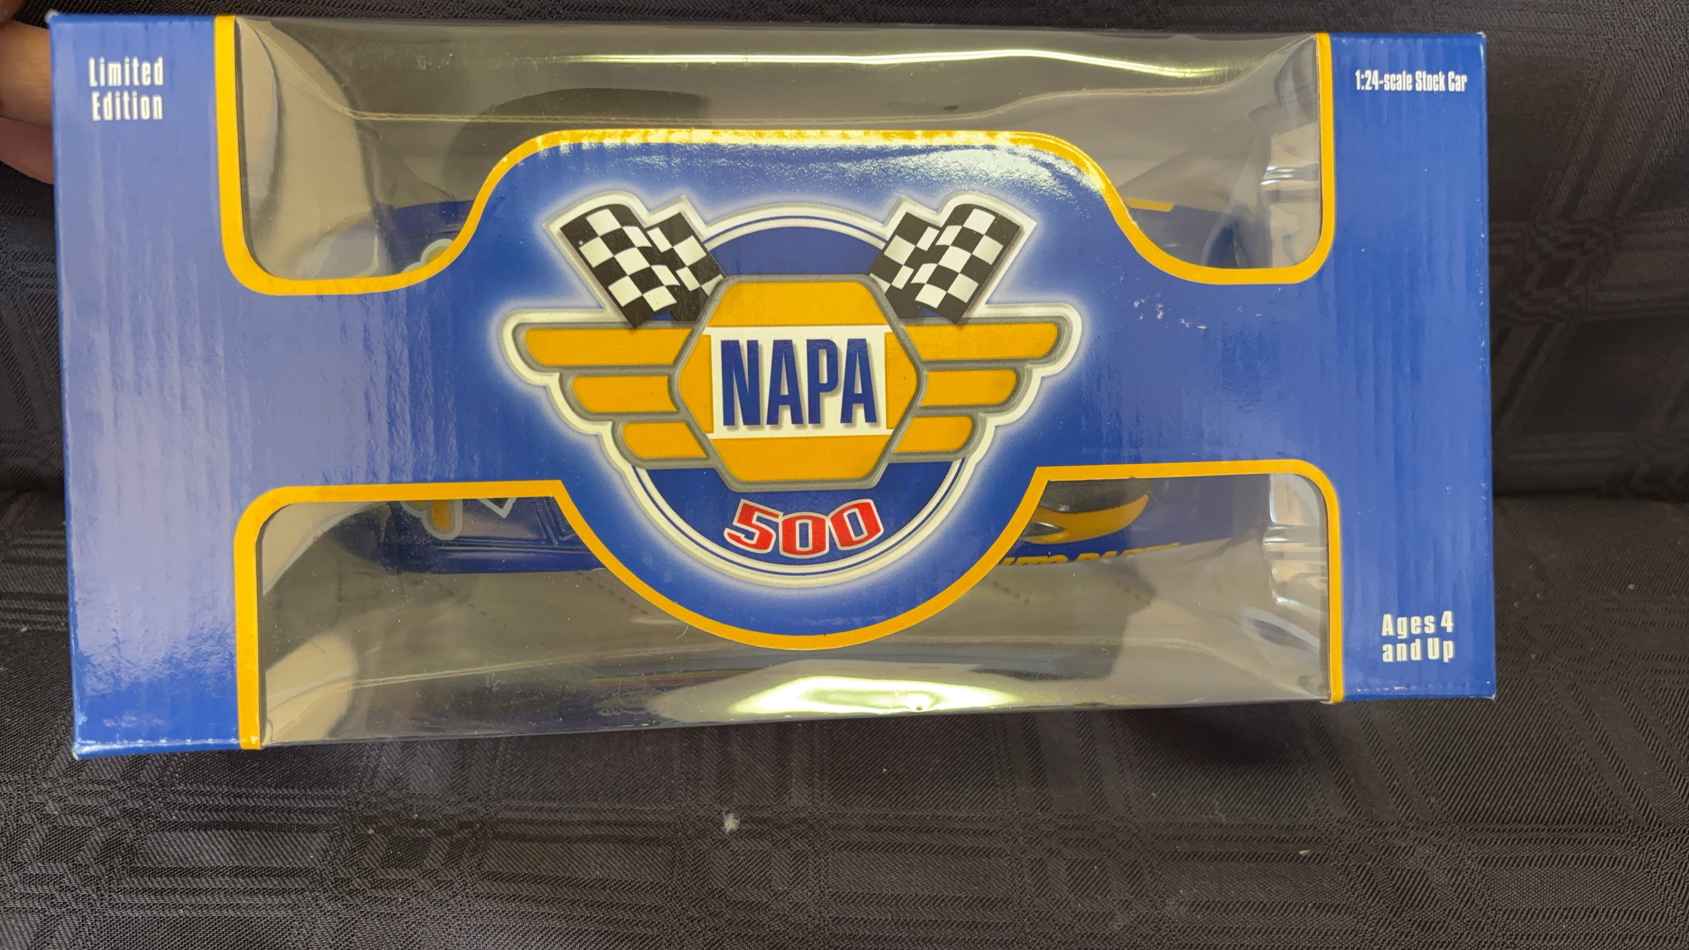 Limited
Edition
1:24-scale Stock Car
NAPA
500
Ages 4
and Up